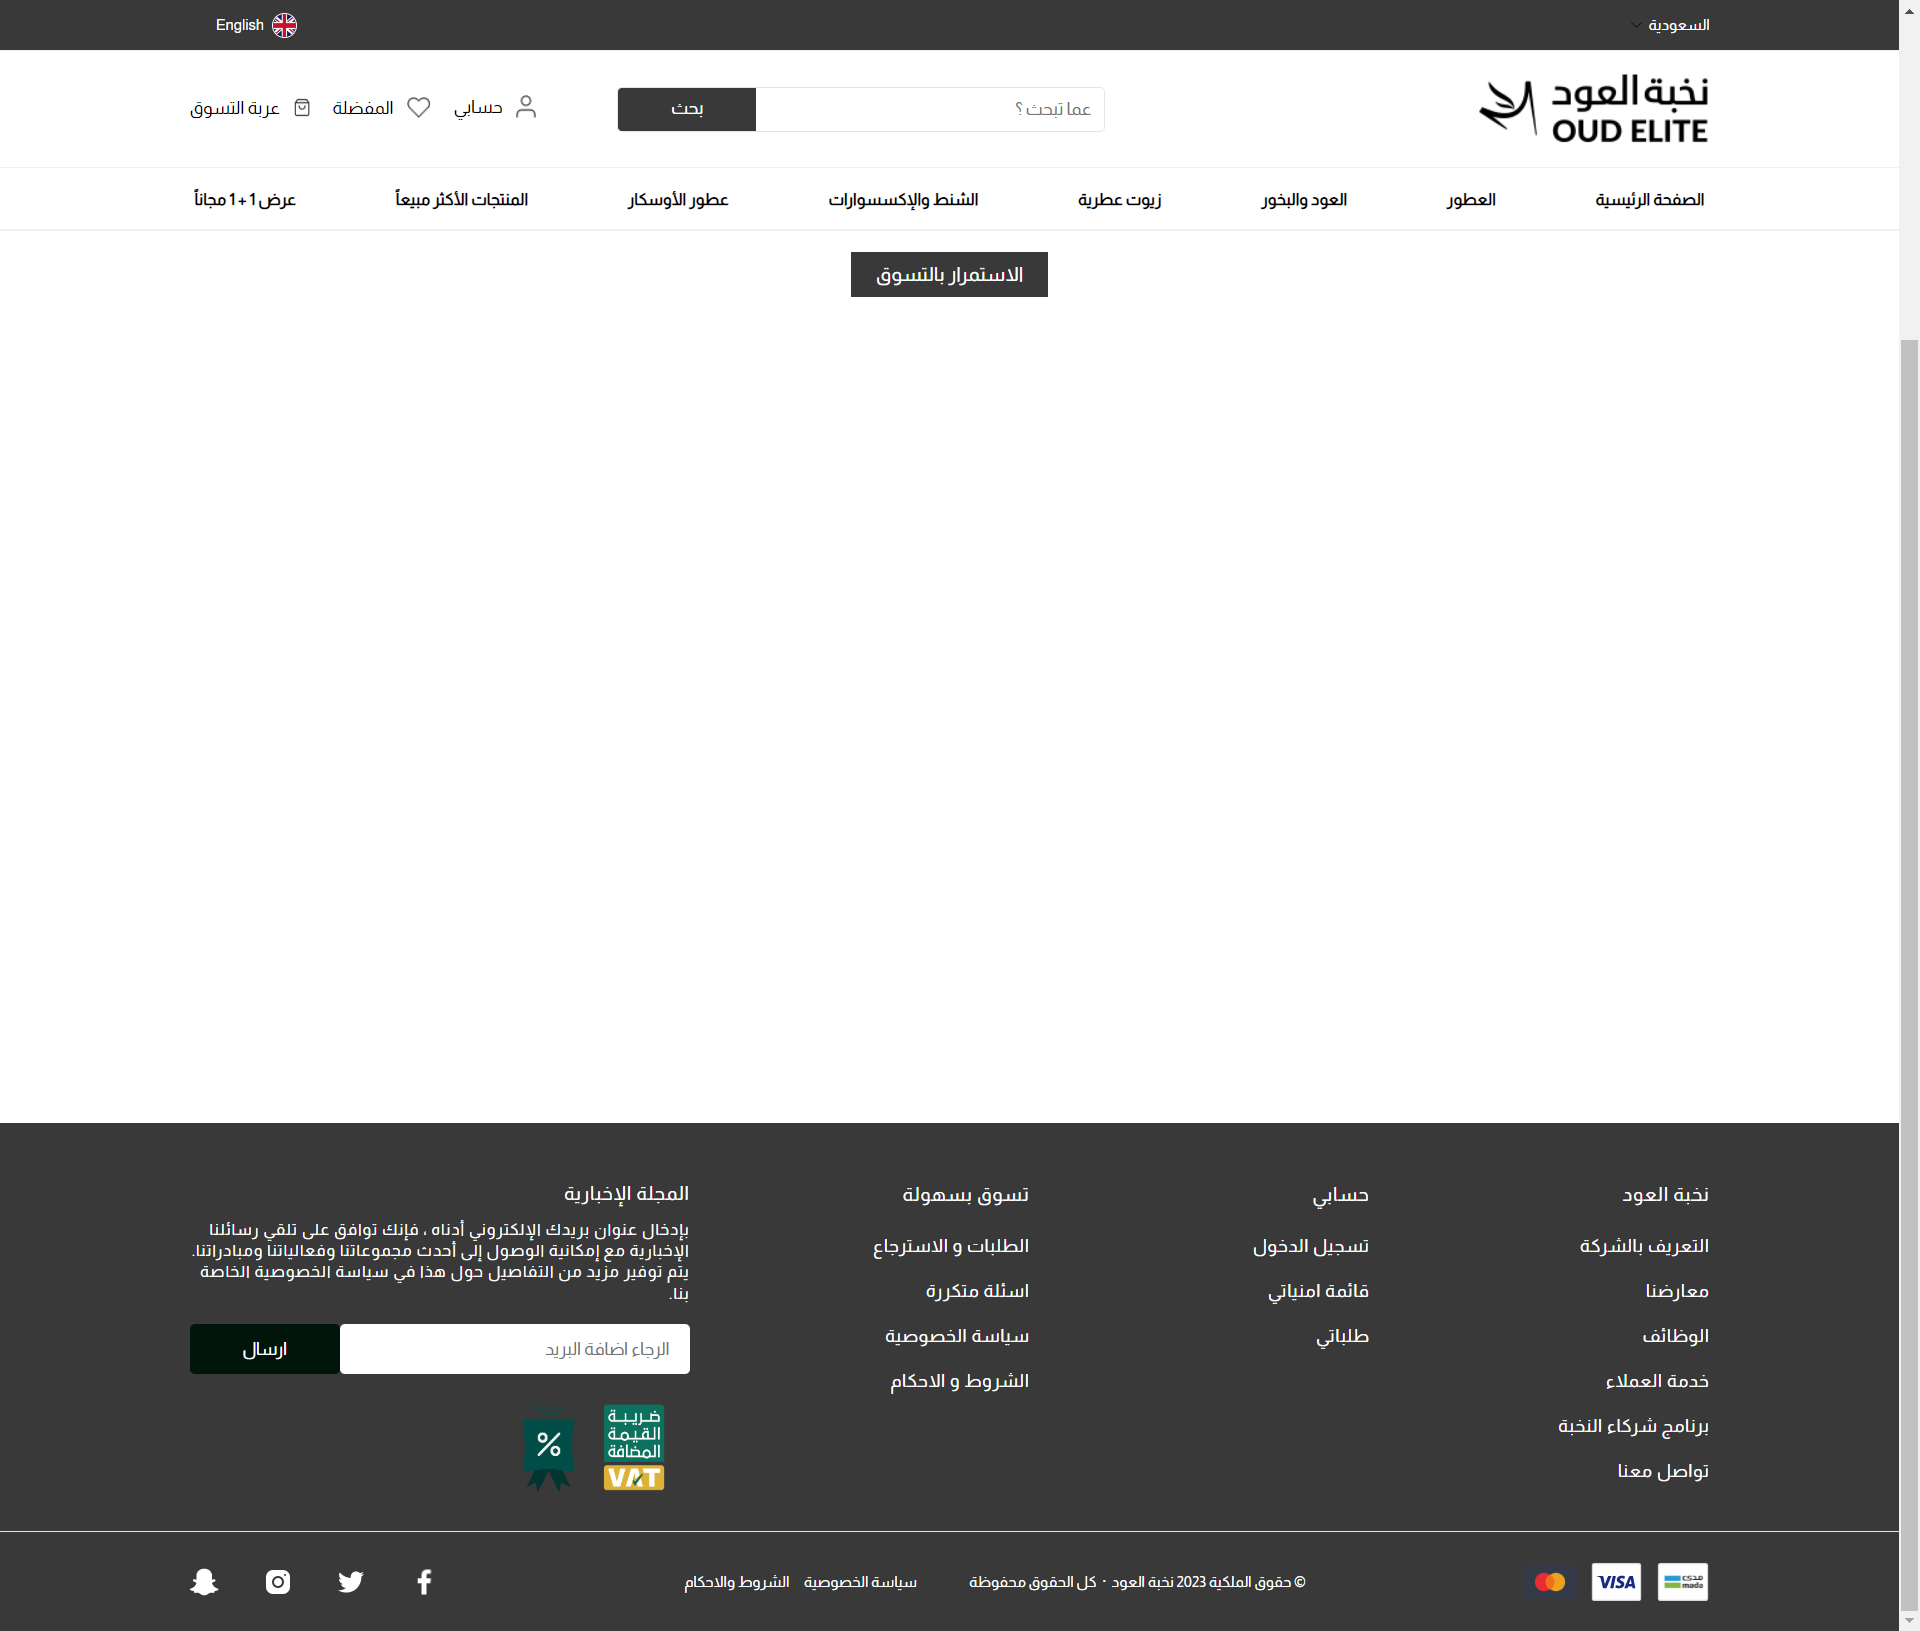 السعودية
English
نخبة العود
OUD ELITE
عما تبحث ؟
بحث
حسابي
المفضلة
عربة التسوق
الصفحة الرئيسية
العطور
العود والبخور
زيوت عطرية
الشنط والإكسسوارات
عطور الأوسكار
المنتجات الأكثر مبيعاً
عرض 1 + 1 مجاناً
الاستمرار بالتسوق
نخبة العود
التعريف بالشركة
معارضنا
الوظائف
خدمة العملاء
برنامج شركاء النخبة
تواصل معنا
حسابي
تسجيل الدخول
قائمة امنياتي
طلباتي
تسوق بسهولة
الطلبات و الاسترجاع
اسئلة متكررة
سياسة الخصوصية
الشروط و الاحكام
المجلة الإخبارية
بإدخال عنوان بريدك الإلكتروني أدناه ، فإنك توافق على تلقي رسائلنا
الإخبارية مع إمكانية الوصول إلى أحدث مجموعاتنا وفعالياتنا ومبادراتنا.
يتم توفير مزيد من التفاصيل حول هذا في سياسة الخصوصية الخاصة
بنا.
الرجاء اضافة البريد
ارسال
ضريبة
القيمة
المضافة
VAT
%
مدى
mada
VISA
© حقوق الملكية 2023 نخبة العود · كل الحقوق محفوظة
سياسة الخصوصية
الشروط والاحكام